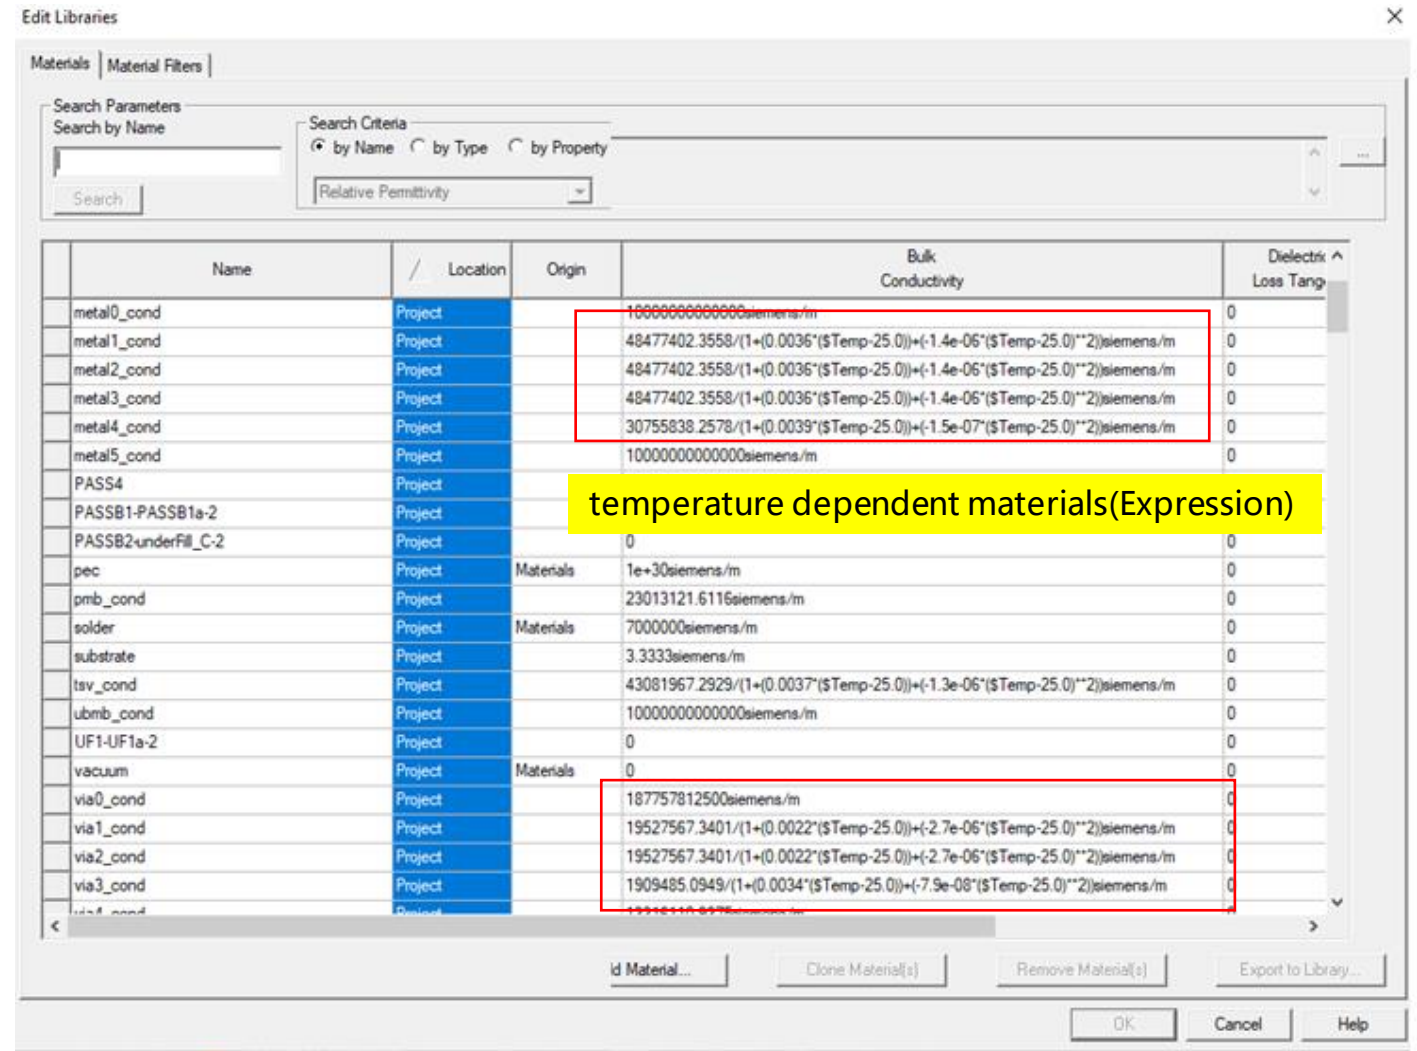 Edit Libraries
Materials Material Filters
Search Parameters
Search by Name
Search Criteria
by Name by Type by Property
...
Search
Relative Permittivity
Name / Location Origin Bulk Conductivity Dielectric Loss Tang
metal0_cond Project 10000000000000siemens/m 0
metal1_cond Project 48477402.3558/(1+(0.0036*($Temp-25.0))+(-1.4e-06*($Temp-25.0)**2))siemens/m 0
metal2_cond Project 48477402.3558/(1+(0.0036*($Temp-25.0))+(-1.4e-06*($Temp-25.0)**2))siemens/m 0
metal3_cond Project 48477402.3558/(1+(0.0036*($Temp-25.0))+(-1.4e-06*($Temp-25.0)**2))siemens/m 0
metal4_cond Project 30755838.2578/(1+(0.0039*($Temp-25.0))+(-1.5e-07*($Temp-25.0)**2))siemens/m 0
metal5_cond Project 10000000000000siemens/m 0
PASS4 Project
PASSB1-PASSB1a-2 Project
temperature dependent materials(Expression)
PASSB2-underFill_C-2 Project 0 0
pec Project Materials 1e+30siemens/m 0
pmb_cond Project 23013121.6116siemens/m 0
solder Project Materials 7000000siemens/m 0
substrate Project 3.3333siemens/m 0
tsv_cond Project 43081967.2929/(1+(0.0037*($Temp-25.0))+(-1.3e-06*($Temp-25.0)**2))siemens/m 0
ubmb_cond Project 10000000000000siemens/m 0
UF1-UF1a-2 Project 0 0
vacuum Project Materials 0 0
via0_cond Project 187757812500siemens/m 0
via1_cond Project 19527567.3401/(1+(0.0022*($Temp-25.0))+(-2.7e-06*($Temp-25.0)**2))siemens/m 0
via2_cond Project 19527567.3401/(1+(0.0022*($Temp-25.0))+(-2.7e-06*($Temp-25.0)**2))siemens/m 0
via3_cond Project 1909485.0949/(1+(0.0034*($Temp-25.0))+(-7.9e-08*($Temp-25.0)**2))siemens/m 0
via4_cond Project
d Material... Clone Material(s) Remove Material(s) Export to Library...
OK Cancel Help